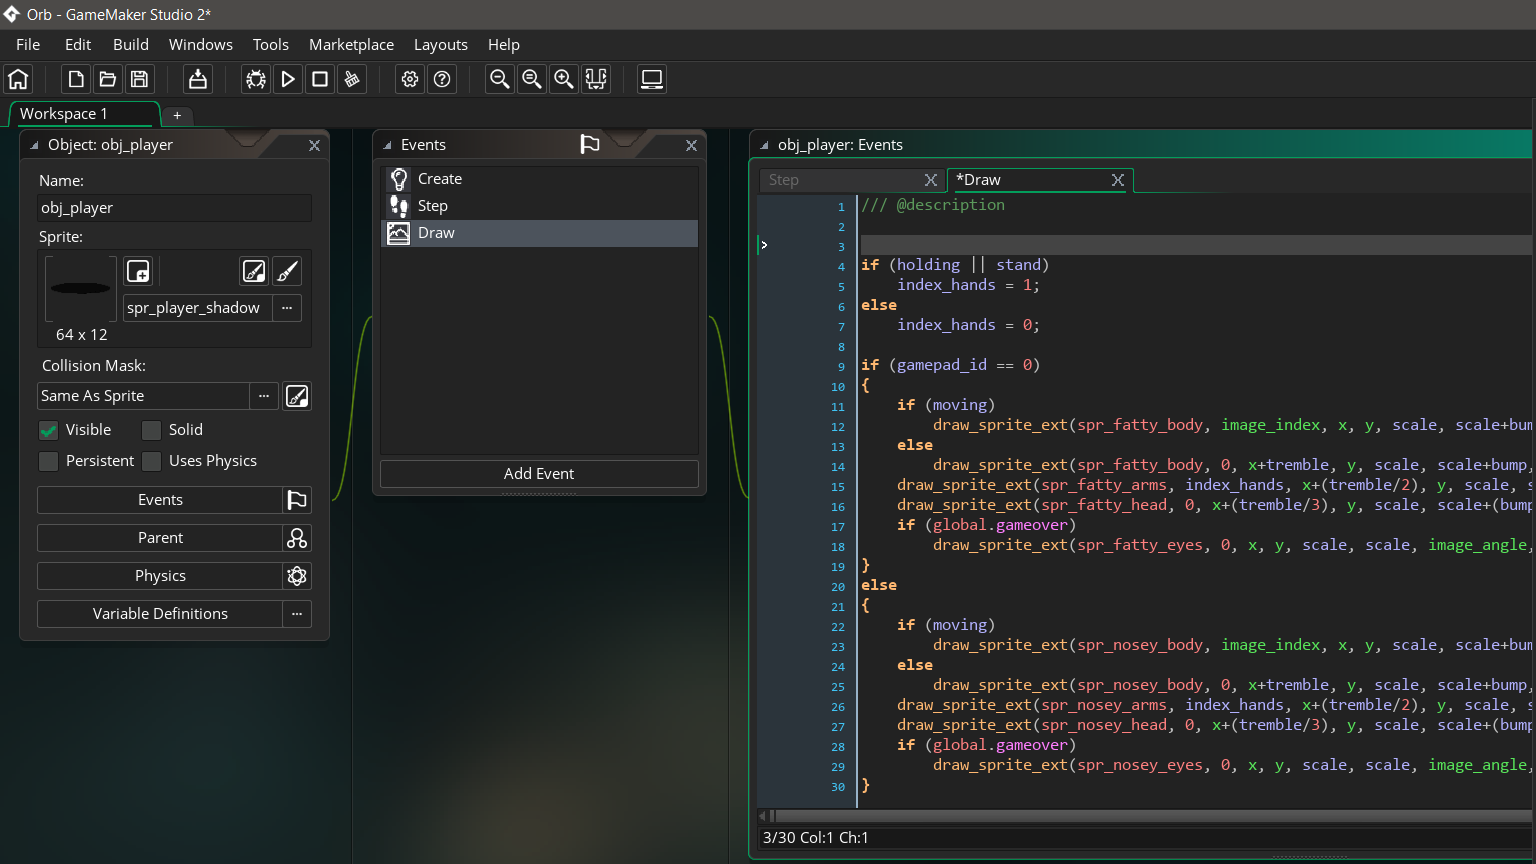 Orb - GameMaker Studio 2*
File Edit Build Windows Tools Marketplace Layouts Help
Workspace 1 +
Object: obj_player
Name:
obj_player
Sprite:
spr_player_shadow ...
64 x 12
Collision Mask:
Same As Sprite ...
Visible Solid
Persistent Uses Physics
Events
Parent
Physics
Variable Definitions ...
Events
Create
Step
Draw
Add Event
obj_player: Events
Step *Draw
1 /// @description
2
3
4 if (holding || stand)
5 index_hands = 1;
6 else
7 index_hands = 0;
8
9 if (gamepad_id == 0)
10 {
11 if (moving)
12 draw_sprite_ext(spr_fatty_body, image_index, x, y, scale, scale+bum
13 else
14 draw_sprite_ext(spr_fatty_body, 0, x+tremble, y, scale, scale+bump,
15 draw_sprite_ext(spr_fatty_arms, index_hands, x+(tremble/2), y, scale, s
16 draw_sprite_ext(spr_fatty_head, 0, x+(tremble/3), y, scale, scale+(bump
17 if (global.gameover)
18 draw_sprite_ext(spr_fatty_eyes, 0, x, y, scale, scale, image_angle,
19 }
20 else
21 {
22 if (moving)
23 draw_sprite_ext(spr_nosey_body, image_index, x, y, scale, scale+bum
24 else
25 draw_sprite_ext(spr_nosey_body, 0, x+tremble, y, scale, scale+bump,
26 draw_sprite_ext(spr_nosey_arms, index_hands, x+(tremble/2), y, scale, s
27 draw_sprite_ext(spr_nosey_head, 0, x+(tremble/3), y, scale, scale+(bump
28 if (global.gameover)
29 draw_sprite_ext(spr_nosey_eyes, 0, x, y, scale, scale, image_angle,
30 }
3/30 Col:1 Ch:1